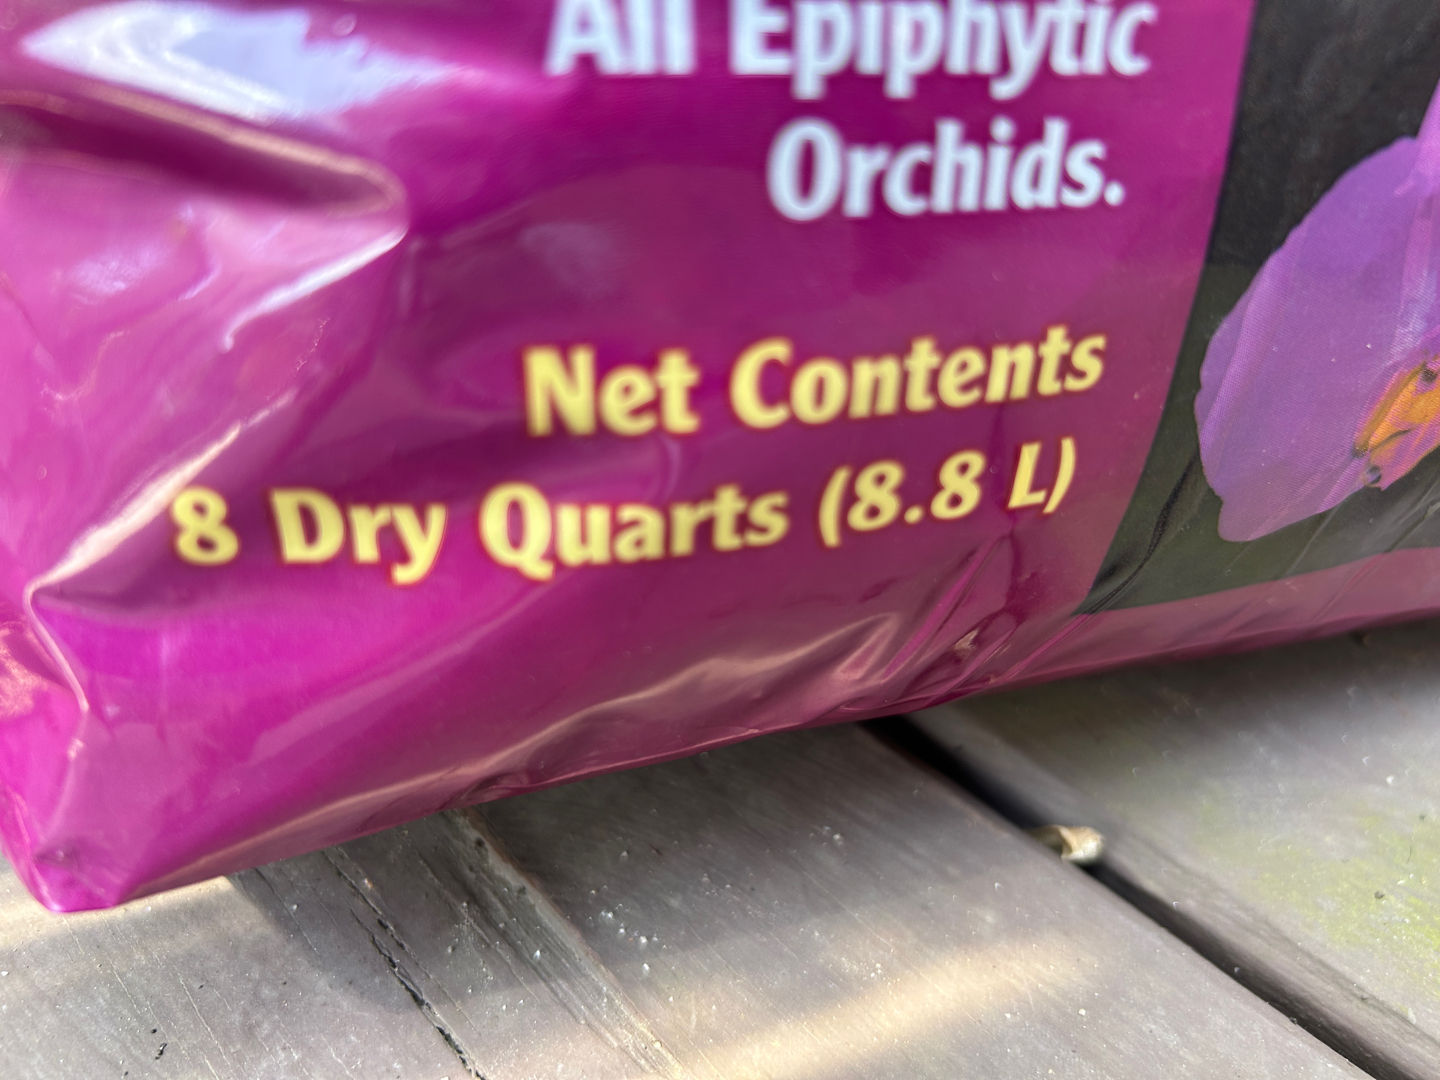 All Epiphytic
Orchids.
Net Contents
8 Dry Quarts (8.8 L)